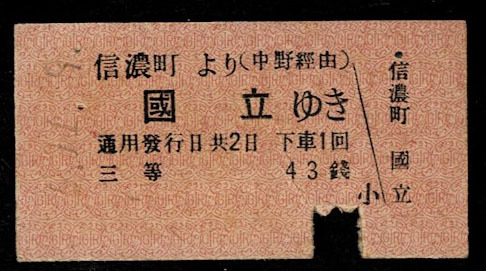 信濃町 より(中野經由)
國 立 ゆき
通用發行日共2日 下車1回
三等 43錢
信濃町 國立
小